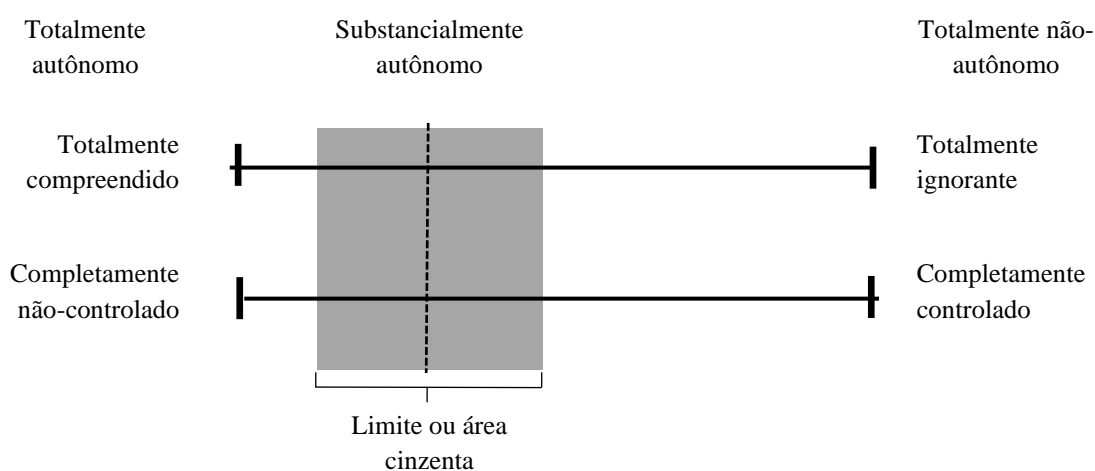 Totalmente
autônomo
Substancialmente
autônomo
Totalmente não-
autônomo
Totalmente
compreendido
Totalmente
ignorante
Completamente
não-controlado
Completamente
controlado
Limite ou área
cinzenta